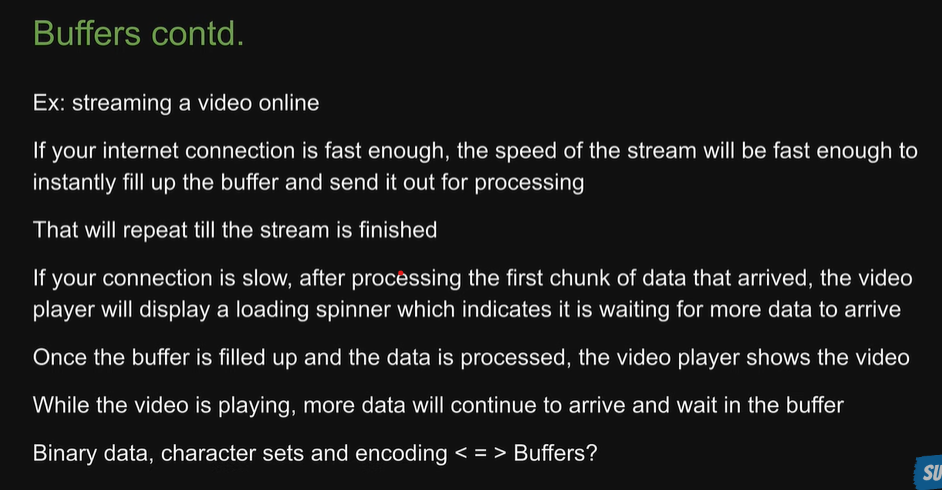 Buffers contd.
Ex: streaming a video online
If your internet connection is fast enough, the speed of the stream will be fast enough to
instantly fill up the buffer and send it out for processing
That will repeat till the stream is finished
If your connection is slow, after processing the first chunk of data that arrived, the video
player will display a loading spinner which indicates it is waiting for more data to arrive
Once the buffer is filled up and the data is processed, the video player shows the video
While the video is playing, more data will continue to arrive and wait in the buffer
Binary data, character sets and encoding < = > Buffers?
SU